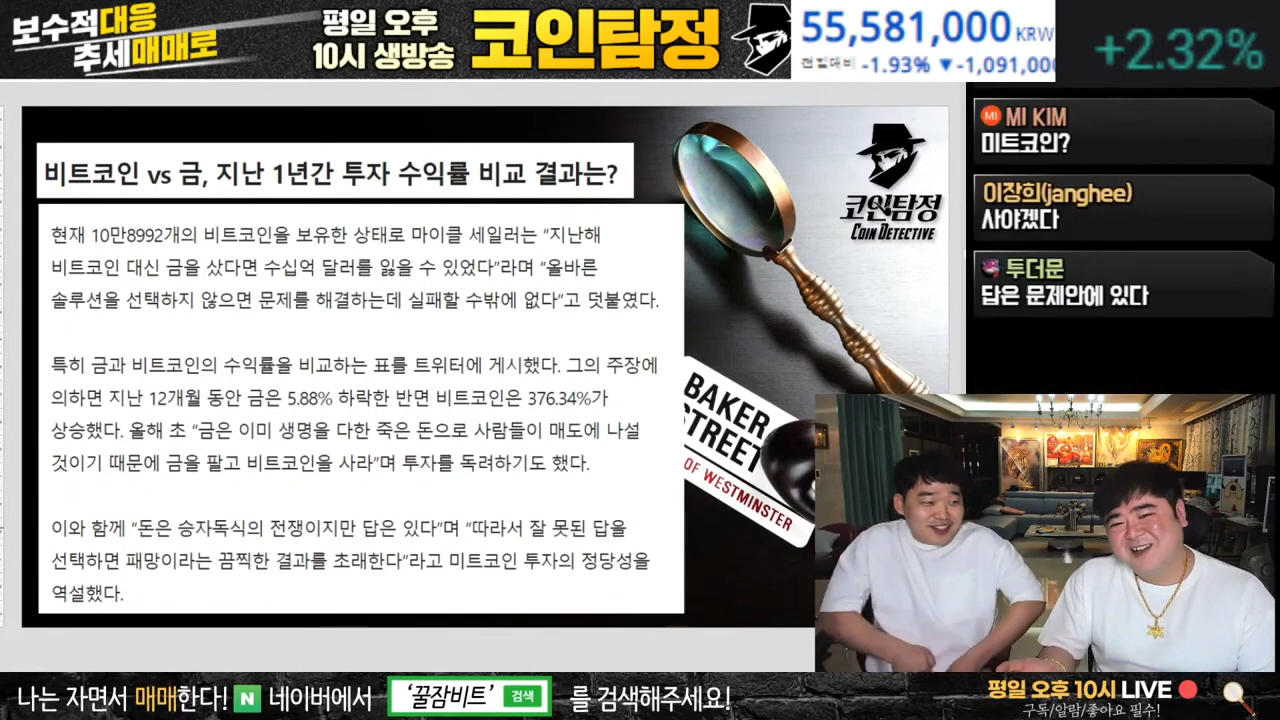 보수적대응
추세매매로
평일 오후
10시 생방송
코인탐정
55,581,000 KRW
전일대비 -1.93% ▼-1,091,000
+2.32%
비트코인 vs 금, 지난 1년간 투자 수익률 비교 결과는?
현재 10만8992개의 비트코인을 보유한 상태로 마이클 세일러는 “지난해
비트코인 대신 금을 샀다면 수십억 달러를 잃을 수 있었다”라며 “올바른
솔루션을 선택하지 않으면 문제를 해결하는데 실패할 수밖에 없다”고 덧붙였다.
특히 금과 비트코인의 수익률을 비교하는 표를 트위터에 게시했다. 그의 주장에
의하면 지난 12개월 동안 금은 5.88% 하락한 반면 비트코인은 376.34%가
상승했다. 올해 초 “금은 이미 생명을 다한 죽은 돈으로 사람들이 매도에 나설
것이기 때문에 금을 팔고 비트코인을 사라”며 투자를 독려하기도 했다.
이와 함께 “돈은 승자독식의 전쟁이지만 답은 있다”며 “따라서 잘 못된 답을
선택하면 패망이라는 끔찍한 결과를 초래한다”라고 미트코인 투자의 정당성을
역설했다.
코인탐정
COIN DETECTIVE
BAKER
STREET
OF WESTMINSTER
MI MI KIM
미트코인?
이장희(janghee)
사야겠다
투더문
답은 문제안에 있다
나는 자면서 매매한다! N 네이버에서 ‘꿀잠비트’ 검색 를 검색해주세요!
평일 오후 10시 LIVE
구독/알람/좋아요 필수!